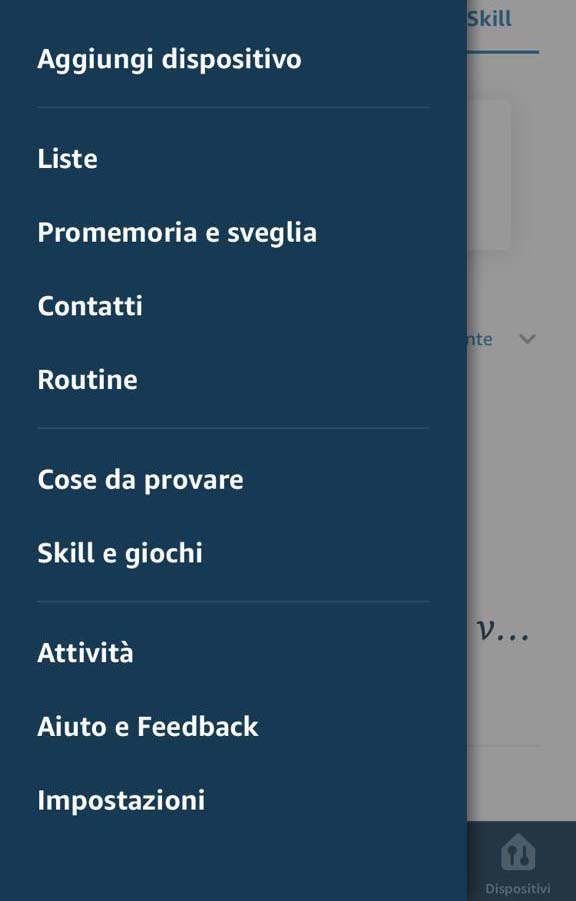 Skill
Aggiungi dispositivo
Liste
Promemoria e sveglia
Contatti
nte
Routine
Cose da provare
Skill e giochi
v...
Attività
Aiuto e Feedback
Impostazioni
Dispositivi